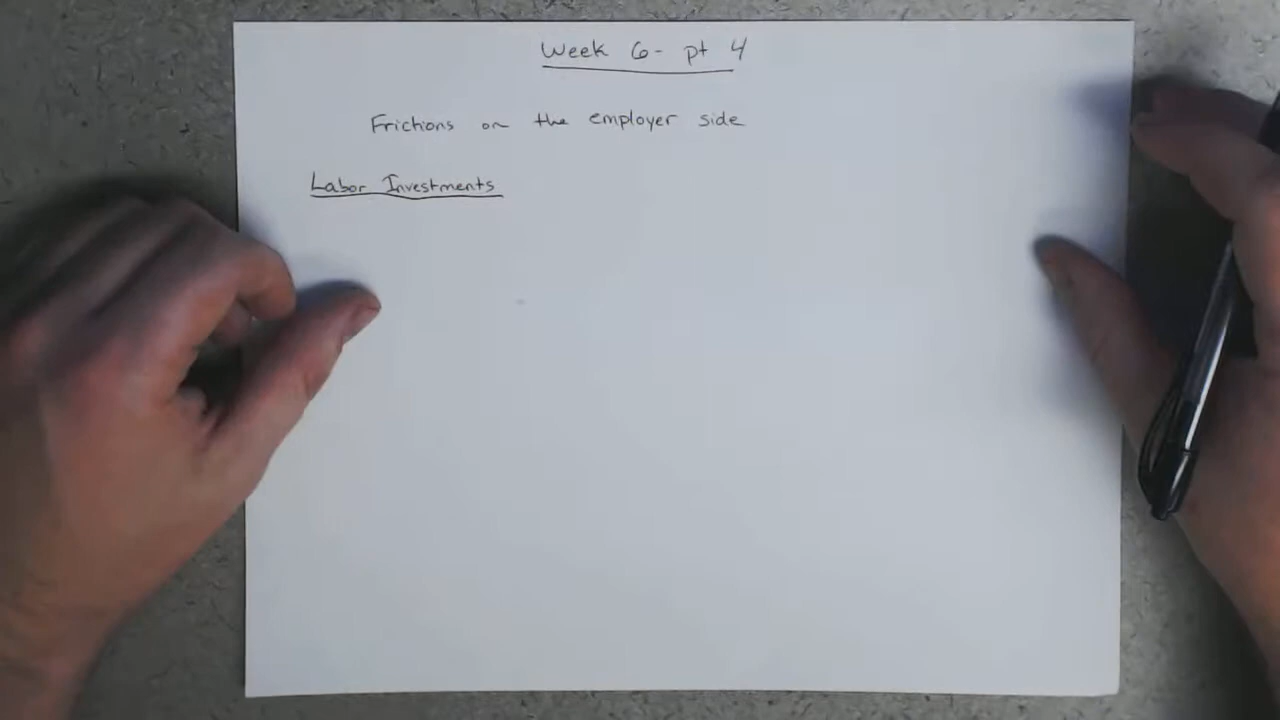 Week 6 - pt 4
Frictions on the employer side
Labor Investments